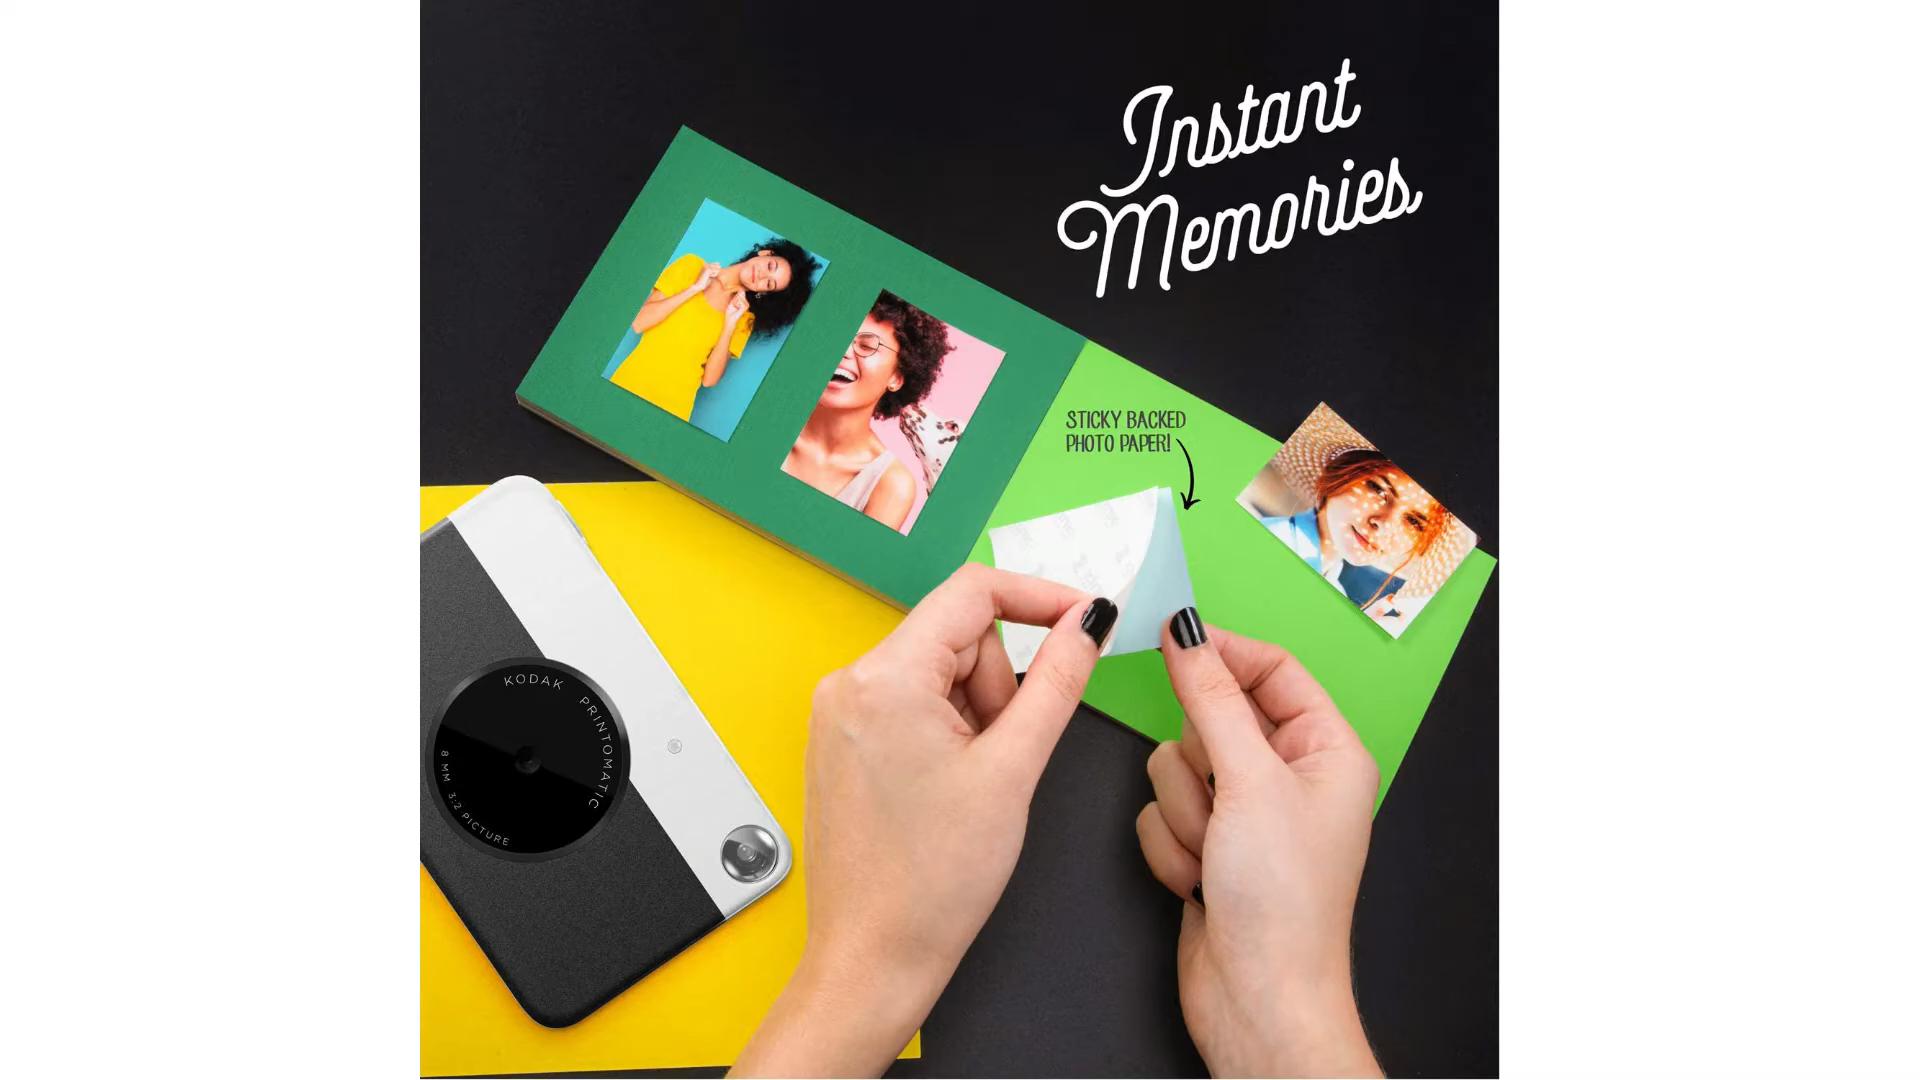 Instant
Memories
STICKY BACKED
PHOTO PAPER!
KODAK PRINTOMATIC
8 MM 3:2 PICTURE